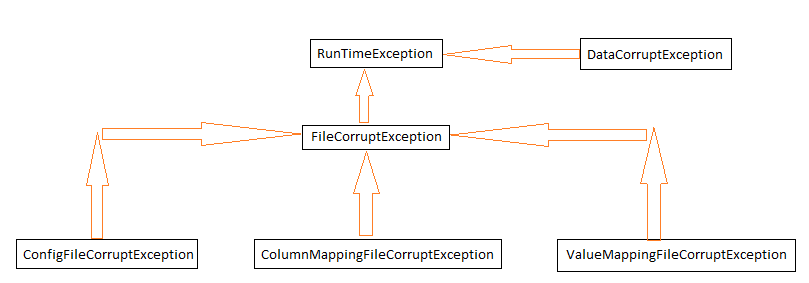 RunTimeException
DataCorruptException
FileCorruptException
ConfigFileCorruptException
ColumnMappingFileCorruptException
ValueMappingFileCorruptException